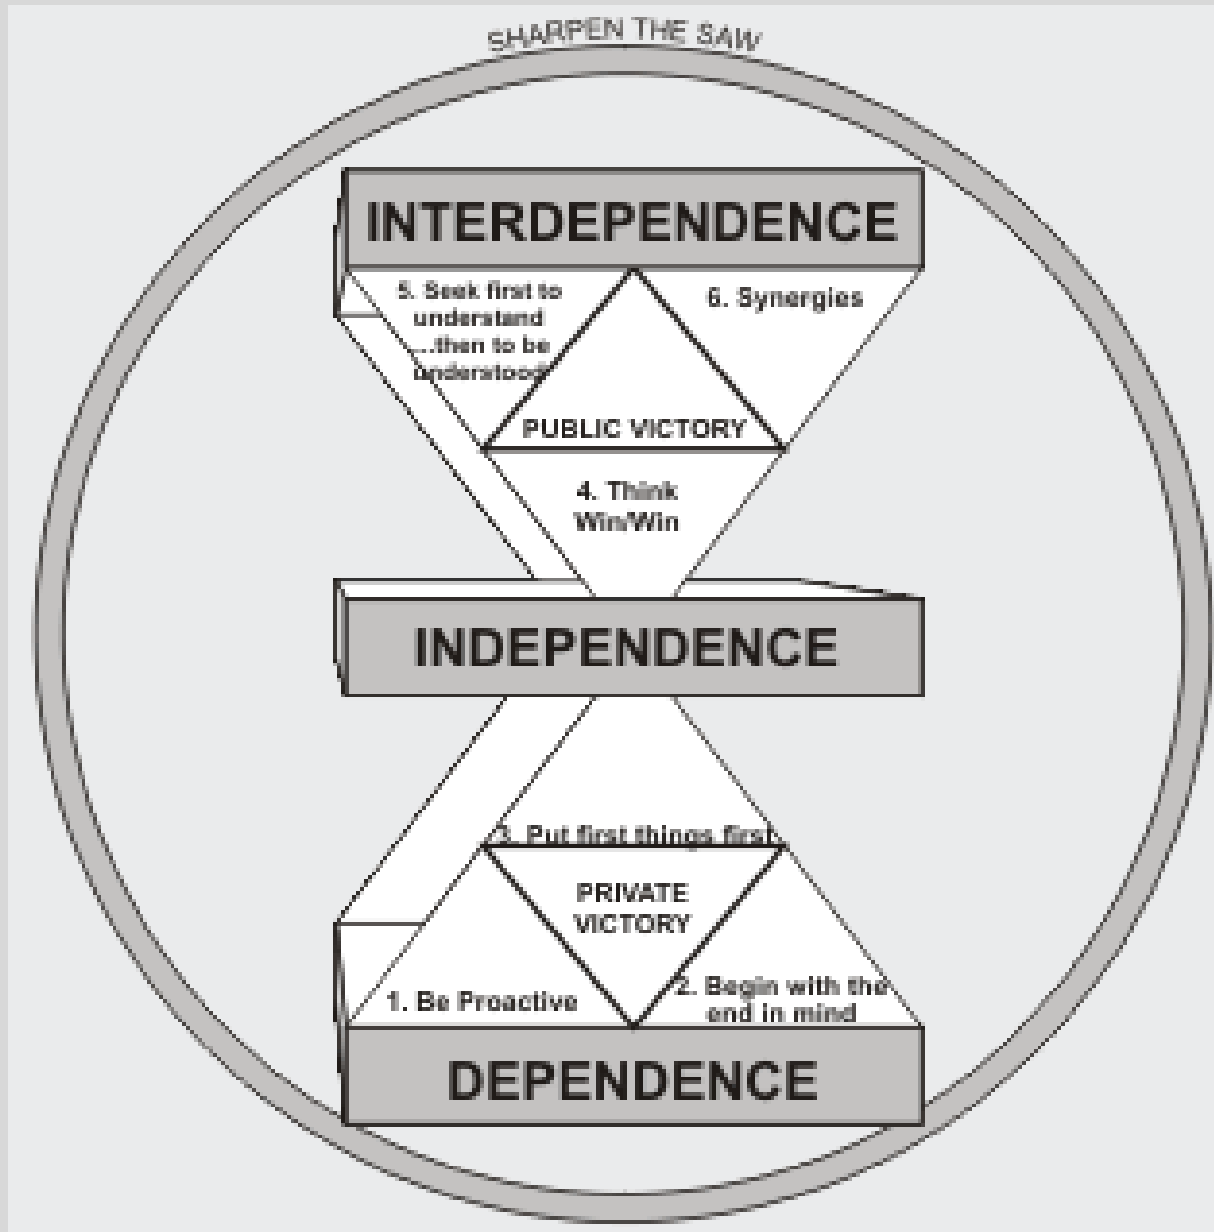 SHARPEN THE SAW
INTERDEPENDENCE
5. Seek first to
understand
...then to be
understood
6. Synergies
PUBLIC VICTORY
4. Think
Win/Win
INDEPENDENCE
3. Put first things first
PRIVATE
VICTORY
1. Be Proactive
2. Begin with the
end in mind
DEPENDENCE